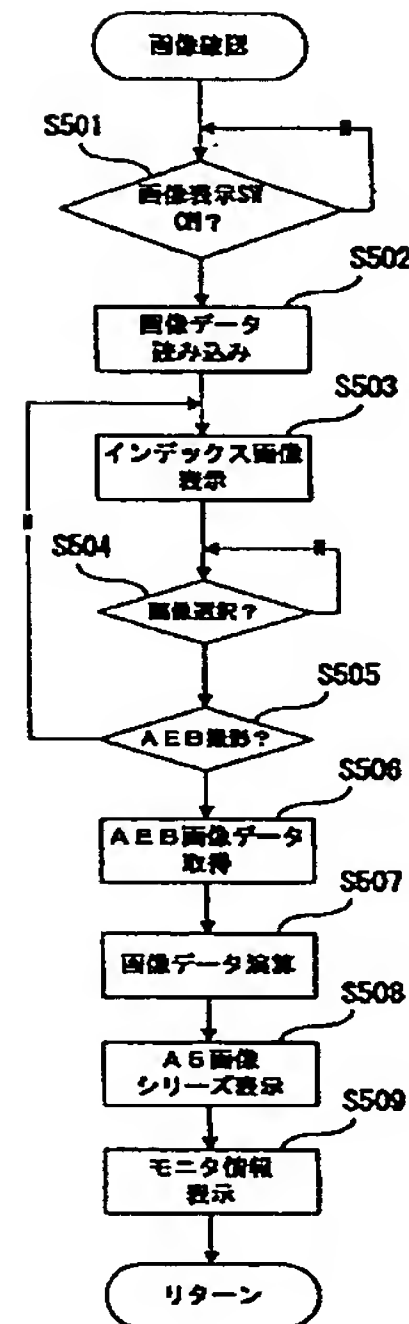 画像確認
N
S501
画像表示SW
ON?
S502
画像データ
読み込み
S503
インデックス画像
表示
N
S504
N
画像選択?
S505
AEB撮影?
S506
AEB画像データ
取得
S507
画像データ演算
S508
A5画像
シリーズ表示
S509
モニタ情報
表示
リターン